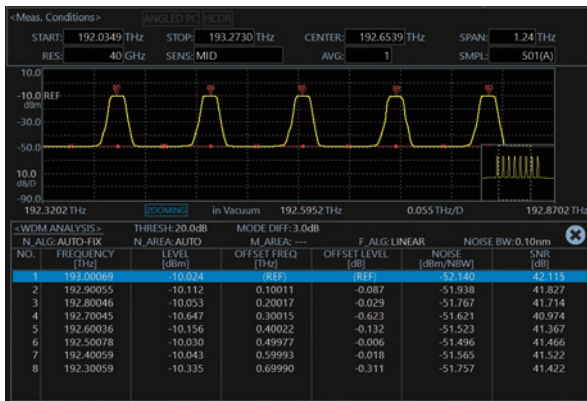 <Meas. Conditions> ANGLED PC HCDR
START: 192.0349 THz STOP: 193.2730 THz CENTER: 192.6539 THz SPAN: 1.24 THz
RES: 40 GHz SENS: MID AVG: 1 SMPL: 501(A)
10.0
-10.0 REF
dBm
-30.0
-50.0
10.0
dB/D
-90.0
192.3202 THz ZOOMING in Vacuum 192.5952 THz 0.055 THz/D 192.8702 THz
<WDM ANALYSIS> THRESH:20.0dB MODE DIFF:3.0dB
N_ALG:AUTO-FIX N_AREA:AUTO M_AREA: --- F_ALG:LINEAR NOISE BW:0.10nm
NO. FREQUENCY LEVEL OFFSET FREQ OFFSET LEVEL NOISE SNR
[THz] [dBm] [THz] [dB] [dBm/NBW] [dB]
1 193.00069 -10.024 (REF) (REF) -52.140 42.115
2 192.90055 -10.112 0.10011 -0.087 -51.938 41.827
3 192.80046 -10.053 0.20017 -0.029 -51.767 41.714
4 192.70045 -10.647 0.30015 -0.623 -51.621 40.974
5 192.60036 -10.156 0.40022 -0.132 -51.523 41.367
6 192.50078 -10.030 0.49977 -0.006 -51.496 41.466
7 192.40059 -10.043 0.59993 -0.018 -51.565 41.522
8 192.30059 -10.335 0.69990 -0.311 -51.757 41.422